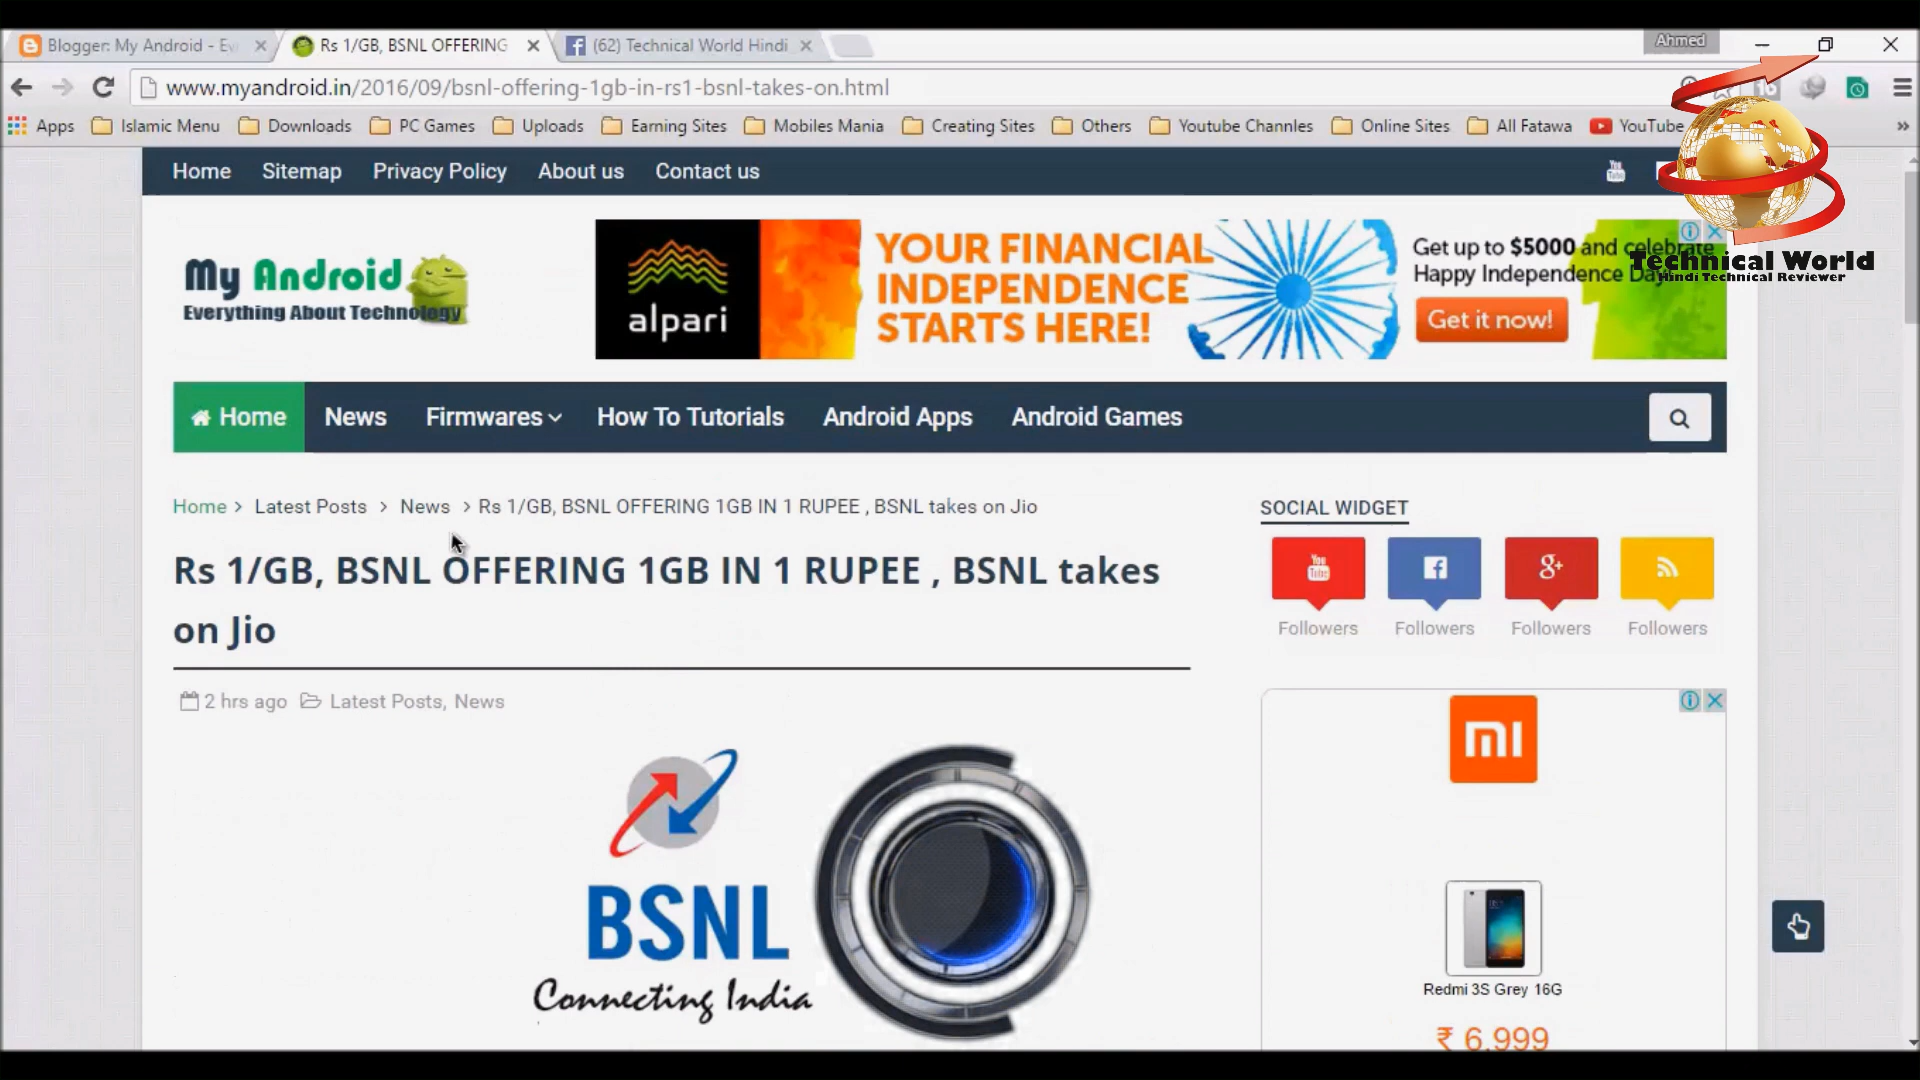 Blogger: My Android - Ev
Rs 1/GB, BSNL OFFERING
(62) Technical World Hindi
Ahmed
www.myandroid.in/2016/09/bsnl-offering-1gb-in-rs1-bsnl-takes-on.html
Apps
Islamic Menu
Downloads
PC Games
Uploads
Earning Sites
Mobiles Mania
Creating Sites
Others
Youtube Channles
Online Sites
All Fatawa
YouTube
»
Home
Sitemap
Privacy Policy
About us
Contact us
You
Tube
My Android
Everything About Technology
alpari
YOUR FINANCIAL
INDEPENDENCE
STARTS HERE!
Get up to $5000 and celebrate
Happy Independence Day
Get it now!
Technical World
Hindi Technical Reviewer
Home
News
Firmwares
How To Tutorials
Android Apps
Android Games
Home > Latest Posts > News > Rs 1/GB, BSNL OFFERING 1GB IN 1 RUPEE , BSNL takes on Jio
Rs 1/GB, BSNL OFFERING 1GB IN 1 RUPEE , BSNL takes
on Jio
2 hrs ago Latest Posts, News
BSNL
Connecting India
SOCIAL WIDGET
You
Tube
g+
Followers
Followers
Followers
Followers
mi
Redmi 3S Grey 16G
₹ 6,999